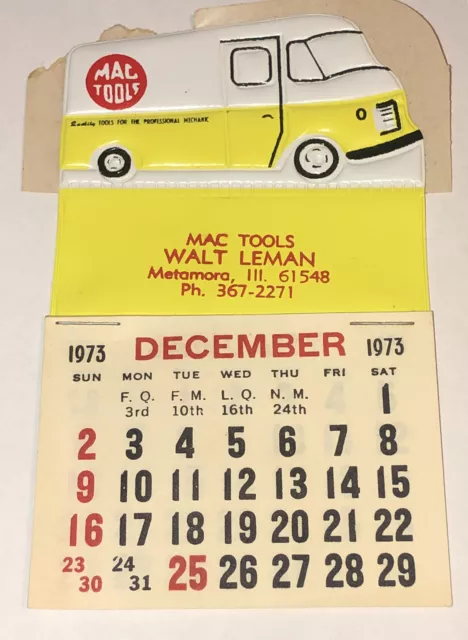 MAC
TOOLS
Quality TOOLS FOR THE PROFESSIONAL MECHANIC
MAC TOOLS
WALT LEMAN
Metamora, Ill. 61548
Ph. 367-2271
1973 DECEMBER 1973
SUN MON TUE WED THU FRI SAT
F. Q. F. M. L. Q. N. M.
3rd 10th 16th 24th
1
2 3 4 5 6 7 8
9 10 11 12 13 14 15
16 17 18 19 20 21 22
23 24 25 26 27 28 29
30 31